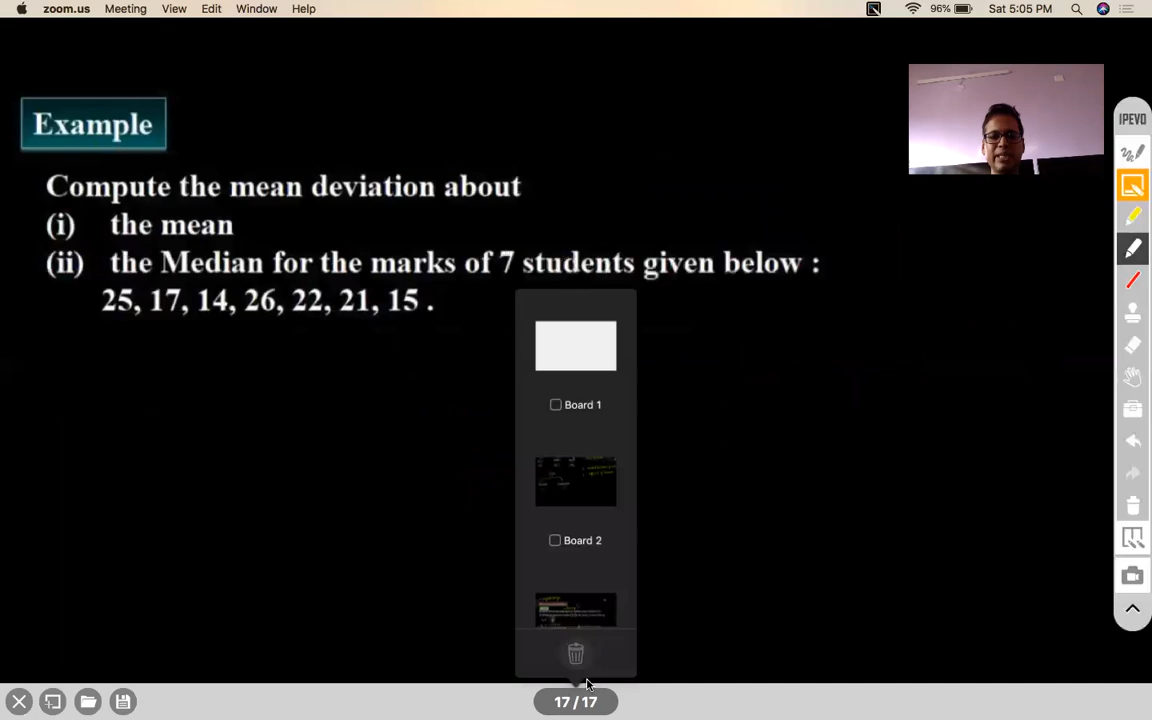 zoom.us Meeting View Edit Window Help 96% Sat 5:05 PM
IPEVO
Example
Compute the mean deviation about
(i) the mean
(ii) the Median for the marks of 7 students given below :
25, 17, 14, 26, 22, 21, 15 .
Board 1
Board 2
17 / 17